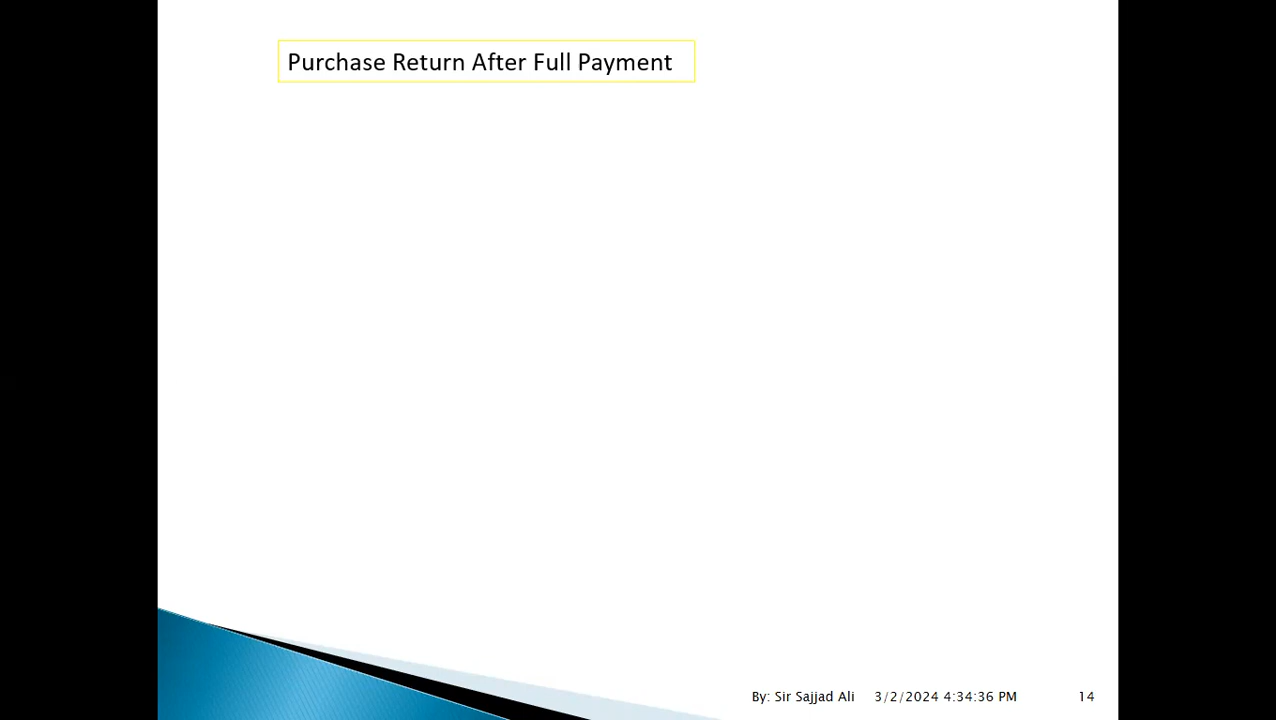 Purchase Return After Full Payment
By: Sir Sajjad Ali 3/2/2024 4:34:36 PM 14